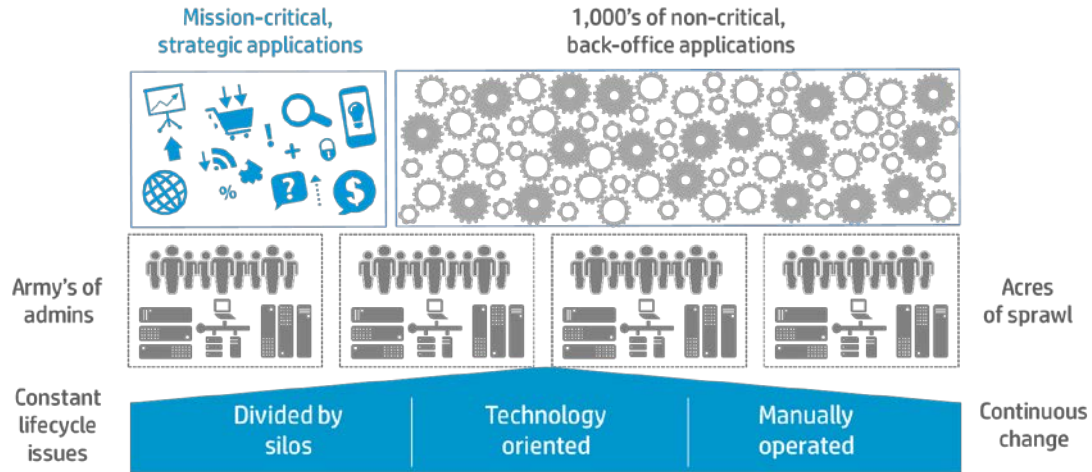 Mission-critical,
strategic applications
1,000's of non-critical,
back-office applications
!
+
%
?
$
Army's of
admins
Acres
of sprawl
Constant
lifecycle
issues
Divided by
silos
Technology
oriented
Manually
operated
Continuous
change